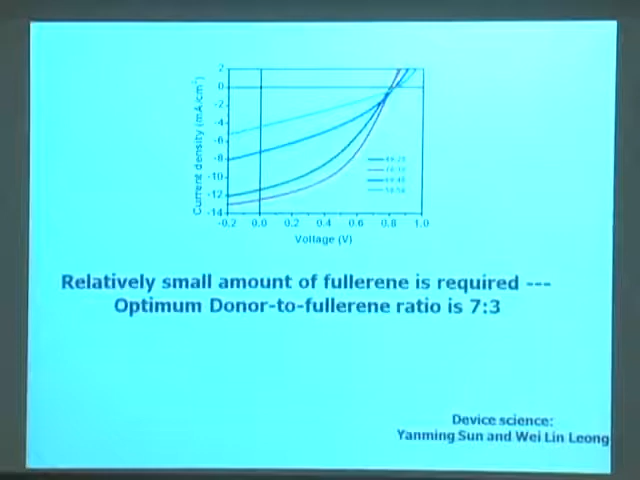 2
0
-2
-4
-6
-8
-10
-12
-14
-0.2 0.0 0.2 0.4 0.6 0.8 1.0
Current density (mA/cm²)
Voltage (V)
Relatively small amount of fullerene is required ---
Optimum Donor-to-fullerene ratio is 7:3
Device science:
Yanming Sun and Wei Lin Leong